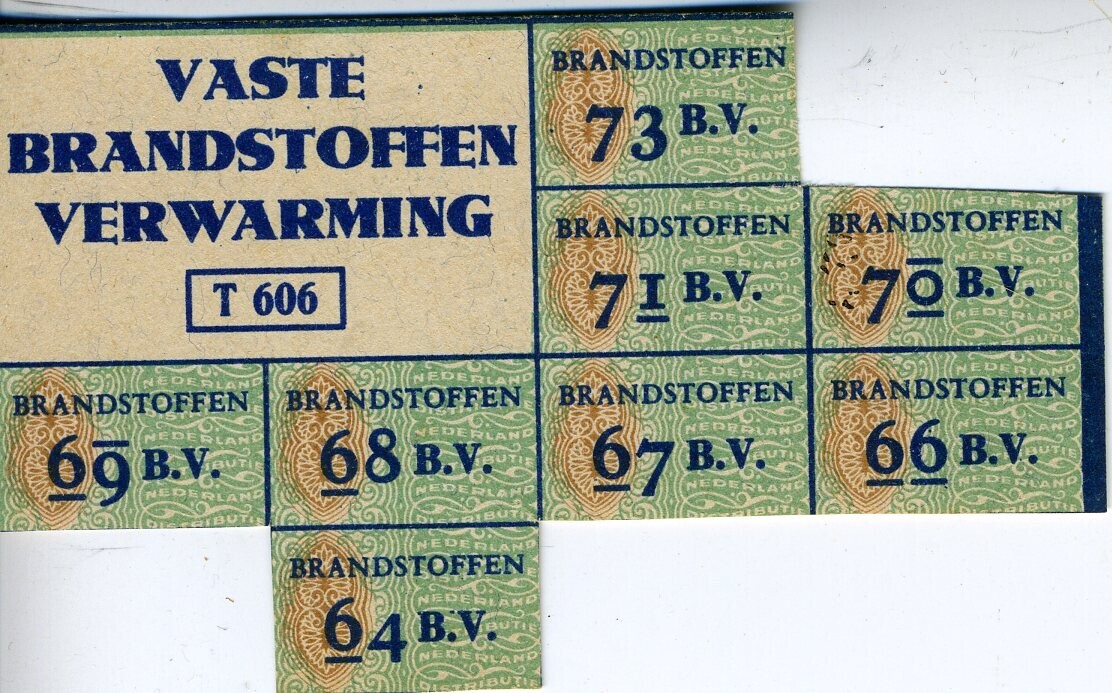 VASTE
BRANDSTOFFEN
VERWARMING
T 606
BRANDSTOFFEN
73 B.V.
BRANDSTOFFEN
71 B.V.
BRANDSTOFFEN
70 B.V.
BRANDSTOFFEN
69 B.V.
BRANDSTOFFEN
68 B.V.
BRANDSTOFFEN
67 B.V.
BRANDSTOFFEN
66 B.V.
BRANDSTOFFEN
64 B.V.